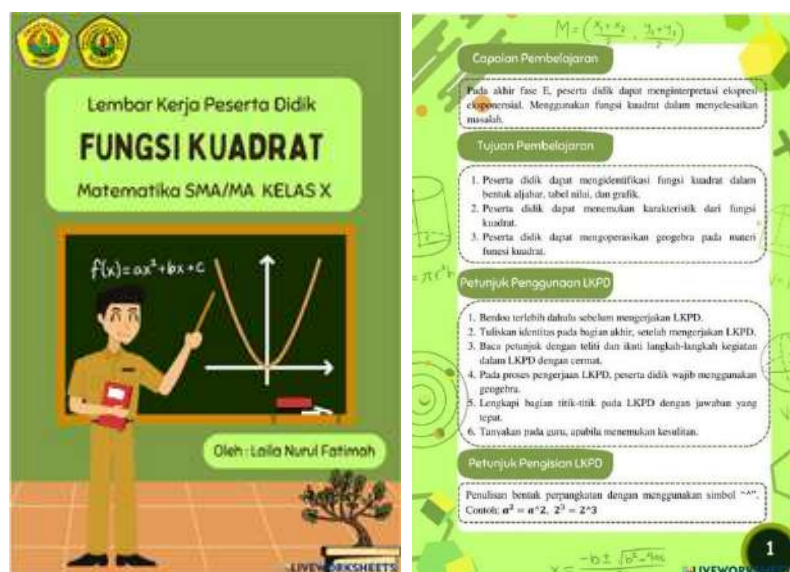 Lembar Kerja Peserta Didik
FUNGSI KUADRAT
Matematika SMA/MA KELAS X
f(x)=ax²+bx+c
Oleh : Laila Nurul Fatimah
LIVEWORKSHEETS
M=(x₁+x₂/2 ,
Capaian Pembelajaran
Pada akhir fase E, peserta didik dapat menginterpretasi ekspresi
eksponensial. Menggunakan fungsi kuadrat dalam menyelesaikan
masalah.
Tujuan Pembelajaran
1. Peserta didik dapat mengidentifikasi fungsi kuadrat dalam
bentuk aljabar, tabel nilai, dan grafik.
2. Peserta didik dapat menemukan karakteristik dari fungsi
kuadrat.
3. Peserta didik dapat mengoperasikan geogebra pada materi
fungsi kuadrat.
Petunjuk Penggunaan LKPD
1. Berdoa terlebih dahulu sebelum mengerjakan LKPD.
2. Tuliskan identitas pada bagian akhir, setelah mengerjakan LKPD.
3. Baca petunjuk dengan teliti dan ikuti langkah-langkah kegiatan
dalam LKPD dengan cermat.
4. Pada proses pengerjaan LKPD, peserta didik wajib menggunakan
geogebra.
5. Lengkapi bagian titik-titik pada LKPD dengan jawaban yang
tepat.
6. Tanyakan pada guru, apabila menemukan kesulitan.
Petunjuk Pengisian LKPD
Penulisan bentuk perpangkatan dengan menggunakan simbol "^".
Contoh: a² = a^2, 2³ = 2^3
1